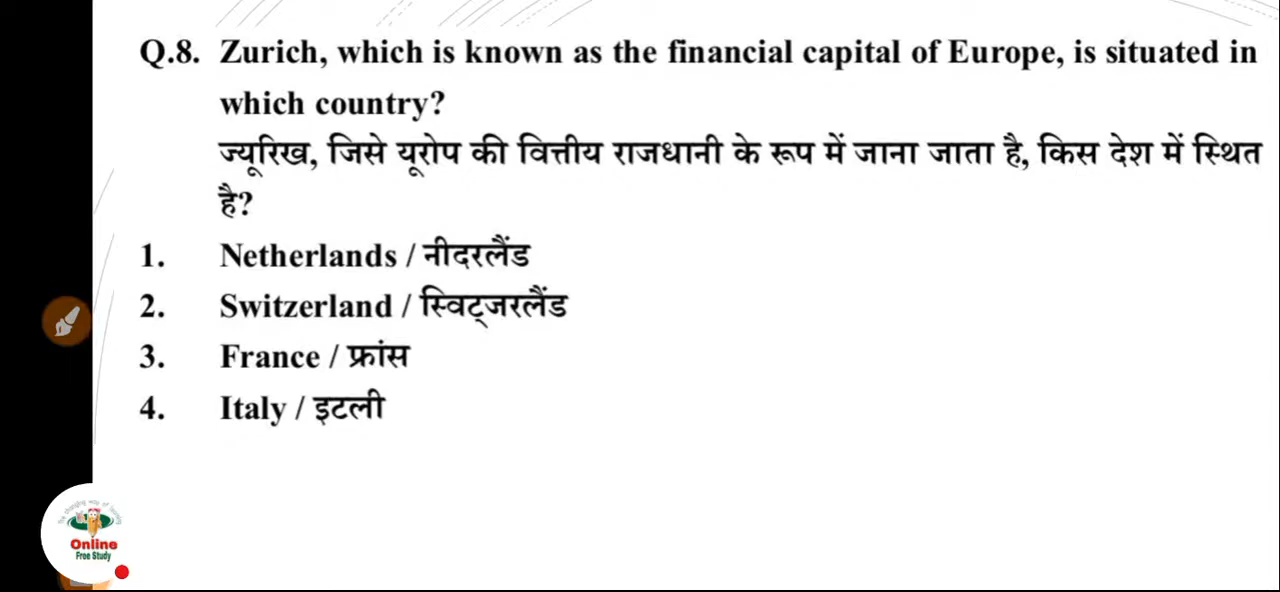 Q.8. Zurich, which is known as the financial capital of Europe, is situated in
which country?
ज्यूरिख, जिसे यूरोप की वित्तीय राजधानी के रूप में जाना जाता है, किस देश में स्थित
है?
1. Netherlands / नीदरलैंड
2. Switzerland / स्विट्जरलैंड
3. France / फ्रांस
4. Italy / इटली
Online
Free Study